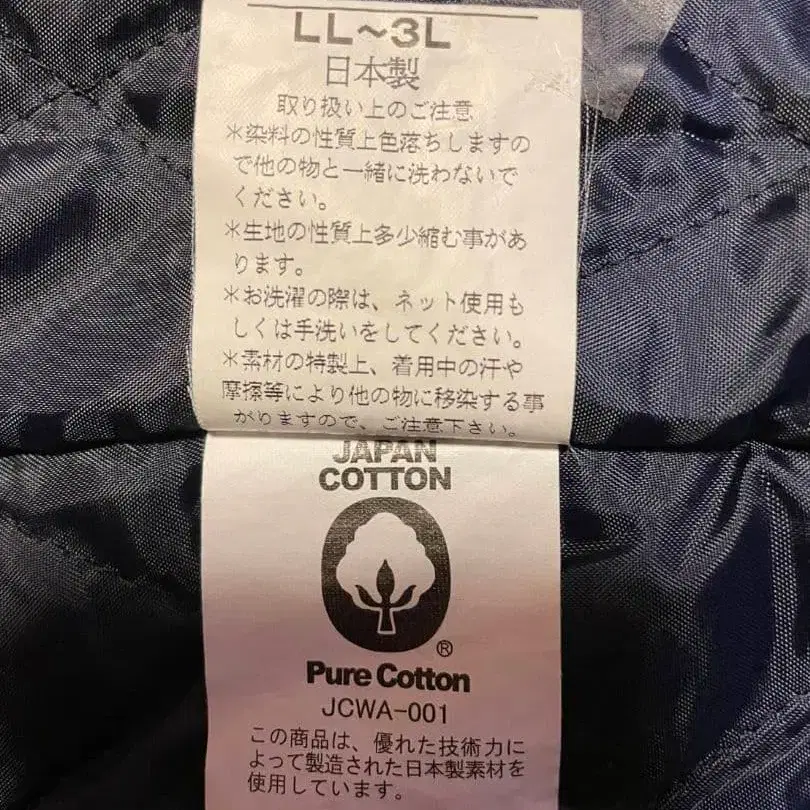 LL~3L
日本製
取り扱い上のご注意
＊染料の性質上色落ちしますの
で他の物と一緒に洗わないで
ください。
＊生地の性質上多少縮む事があ
ります。
＊お洗濯の際は、ネット使用も
しくは手洗いをしてください。
＊素材の特製上、着用中の汗や
摩擦等により他の物に移染する事
がありますので、ご注意下さい。
JAPAN
COTTON
®
Pure Cotton
JCWA-001
この商品は、優れた技術力に
よって製造された日本製素材を
使用しています。